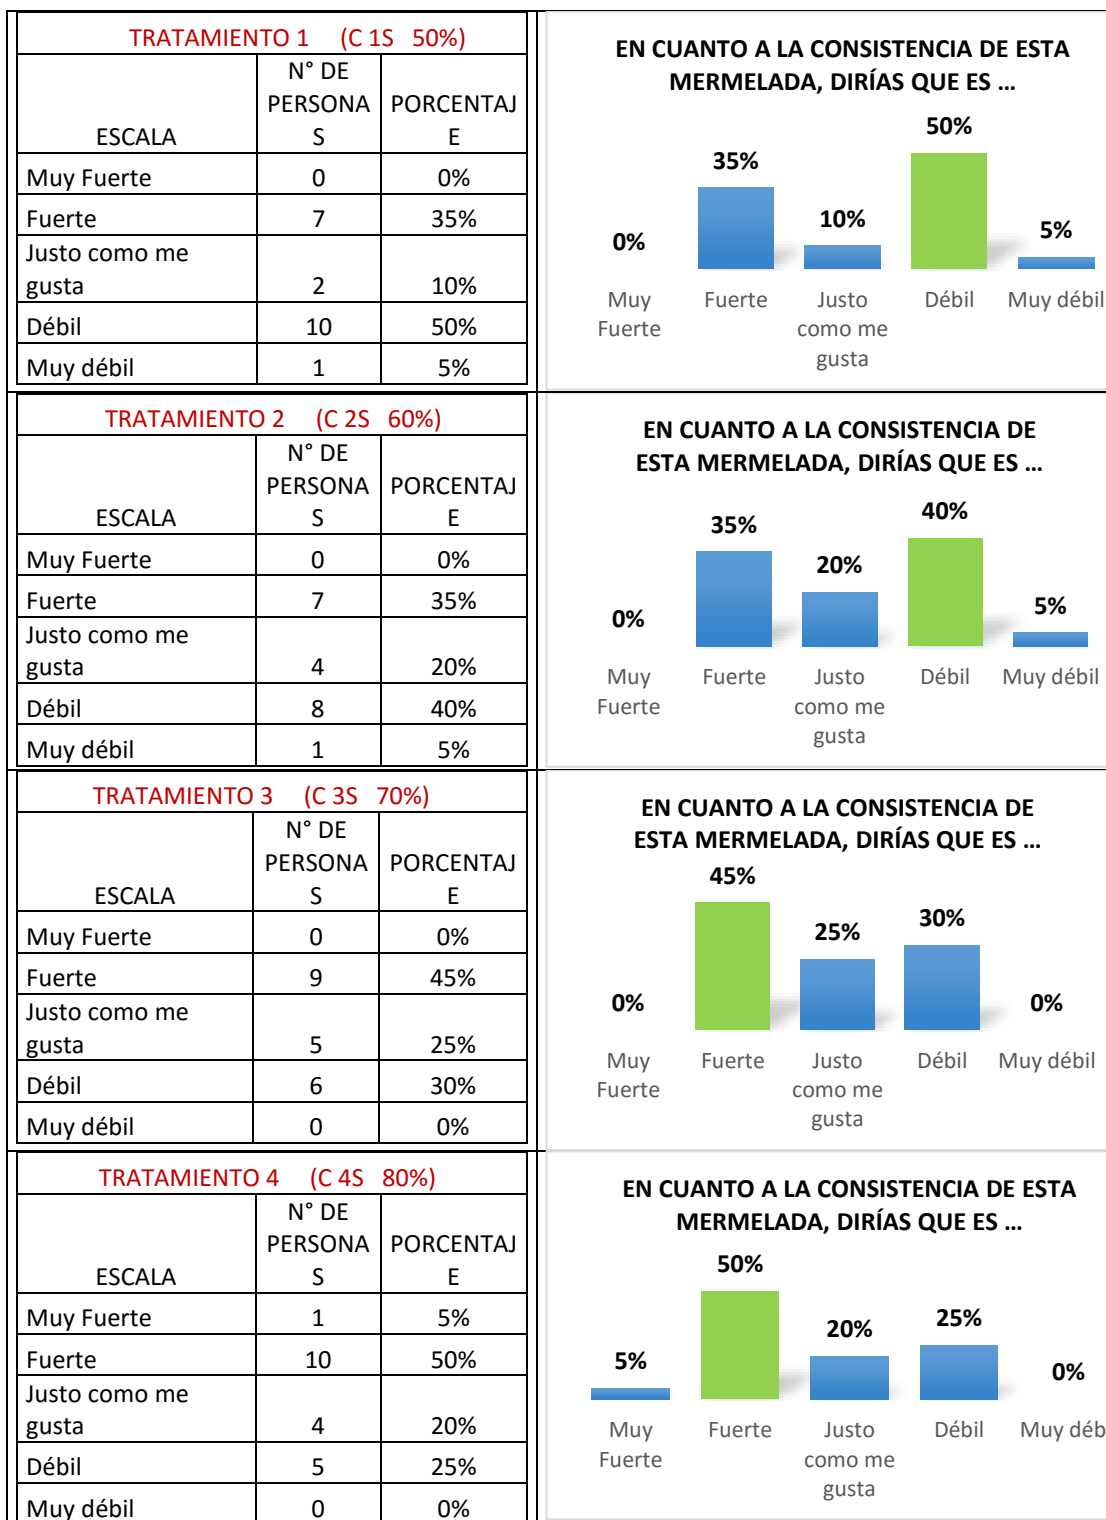 TRATAMIENTO 1 (C 1S 50%)
ESCALA N° DE PERSONA S PORCENTAJ E
Muy Fuerte 0 0%
Fuerte 7 35%
Justo como me gusta 2 10%
Débil 10 50%
Muy débil 1 5%
EN CUANTO A LA CONSISTENCIA DE ESTA
MERMELADA, DIRÍAS QUE ES ...
0% 35% 10% 50% 5%
Muy Fuerte Fuerte Justo como me gusta Débil Muy débil
TRATAMIENTO 2 (C 2S 60%)
ESCALA N° DE PERSONA S PORCENTAJ E
Muy Fuerte 0 0%
Fuerte 7 35%
Justo como me gusta 4 20%
Débil 8 40%
Muy débil 1 5%
EN CUANTO A LA CONSISTENCIA DE
ESTA MERMELADA, DIRÍAS QUE ES ...
0% 35% 20% 40% 5%
Muy Fuerte Fuerte Justo como me gusta Débil Muy débil
TRATAMIENTO 3 (C 3S 70%)
ESCALA N° DE PERSONA S PORCENTAJ E
Muy Fuerte 0 0%
Fuerte 9 45%
Justo como me gusta 5 25%
Débil 6 30%
Muy débil 0 0%
EN CUANTO A LA CONSISTENCIA DE
ESTA MERMELADA, DIRÍAS QUE ES ...
0% 45% 25% 30% 0%
Muy Fuerte Fuerte Justo como me gusta Débil Muy débil
TRATAMIENTO 4 (C 4S 80%)
ESCALA N° DE PERSONA S PORCENTAJ E
Muy Fuerte 1 5%
Fuerte 10 50%
Justo como me gusta 4 20%
Débil 5 25%
Muy débil 0 0%
EN CUANTO A LA CONSISTENCIA DE ESTA
MERMELADA, DIRÍAS QUE ES ...
5% 50% 20% 25% 0%
Muy Fuerte Fuerte Justo como me gusta Débil Muy déb